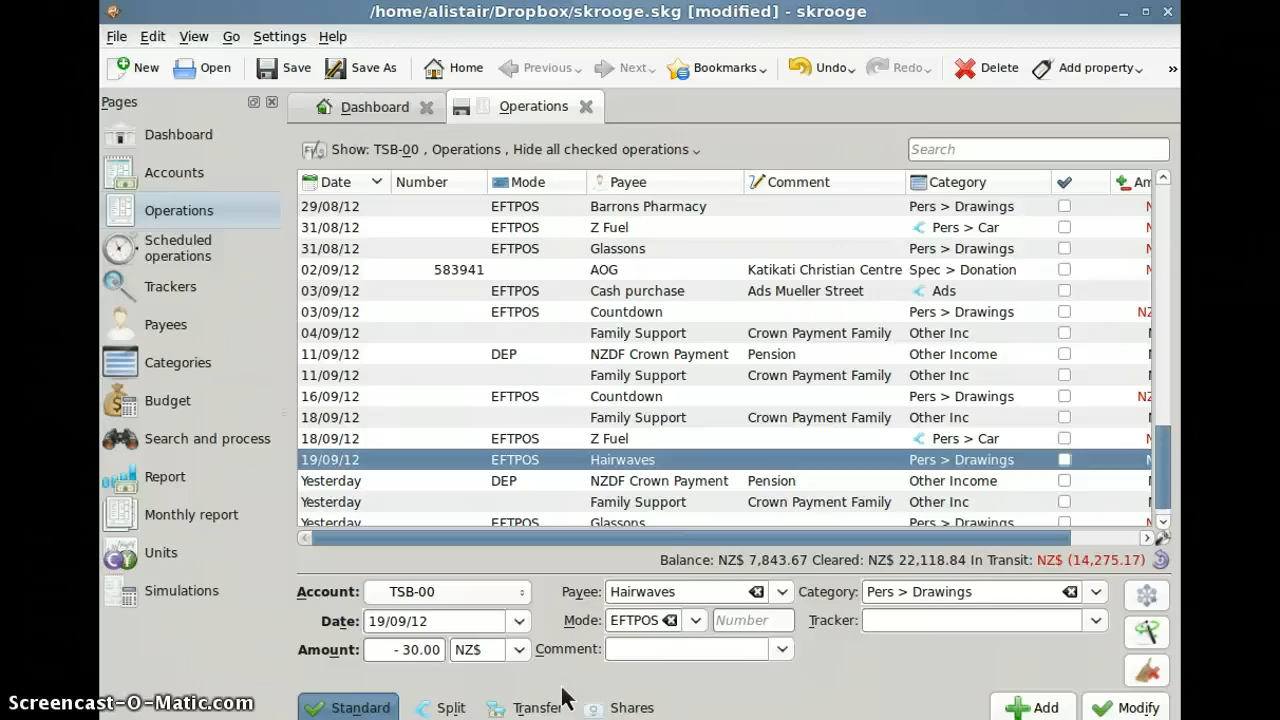 /home/alistair/Dropbox/skrooge.skg [modified] - skrooge
File Edit View Go Settings Help
New Open Save Save As Home Previous Next Bookmarks Undo Redo Delete Add property »
Pages
Dashboard Operations
Dashboard
Accounts
Operations
Scheduled operations
Trackers
Payees
Categories
Budget
Search and process
Report
Monthly report
Units
Simulations
Show: TSB-00 , Operations , Hide all checked operations
Search
Date Number Mode Payee Comment Category Am
29/08/12 EFTPOS Barrons Pharmacy Pers > Drawings N
31/08/12 EFTPOS Z Fuel Pers > Car N
31/08/12 EFTPOS Glassons Pers > Drawings N
02/09/12 583941 AOG Katikati Christian Centre Spec > Donation N
03/09/12 EFTPOS Cash purchase Ads Mueller Street Ads N
03/09/12 EFTPOS Countdown Pers > Drawings NZ
04/09/12 Family Support Crown Payment Family Other Inc N
11/09/12 DEP NZDF Crown Payment Pension Other Income N
11/09/12 Family Support Crown Payment Family Other Inc N
16/09/12 EFTPOS Countdown Pers > Drawings NZ
18/09/12 Family Support Crown Payment Family Other Inc N
18/09/12 EFTPOS Z Fuel Pers > Car N
19/09/12 EFTPOS Hairwaves Pers > Drawings N
Yesterday DEP NZDF Crown Payment Pension Other Income N
Yesterday Family Support Crown Payment Family Other Inc N
Yesterday EFTPOS Glassons Pers > Drawings N
Balance: NZ$ 7,843.67 Cleared: NZ$ 22,118.84 In Transit: NZ$ (14,275.17)
Account: TSB-00 Payee: Hairwaves Category: Pers > Drawings
Date: 19/09/12 Mode: EFTPOS Number Tracker:
Amount: - 30.00 NZ$ Comment:
Standard Split Transfer Shares Add Modify
Screencast-O-Matic.com